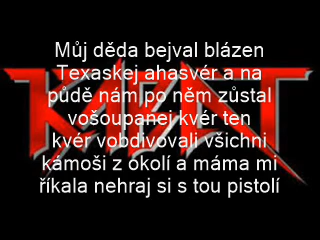 Můj děda bejval blázen
Texaskej ahasvér a na
půdě nám po něm zůstal
vošoupanej kvér ten
kvér vobdivovali všichni
kámoši z okolí a máma mi
říkala nehraj si s tou pistolí